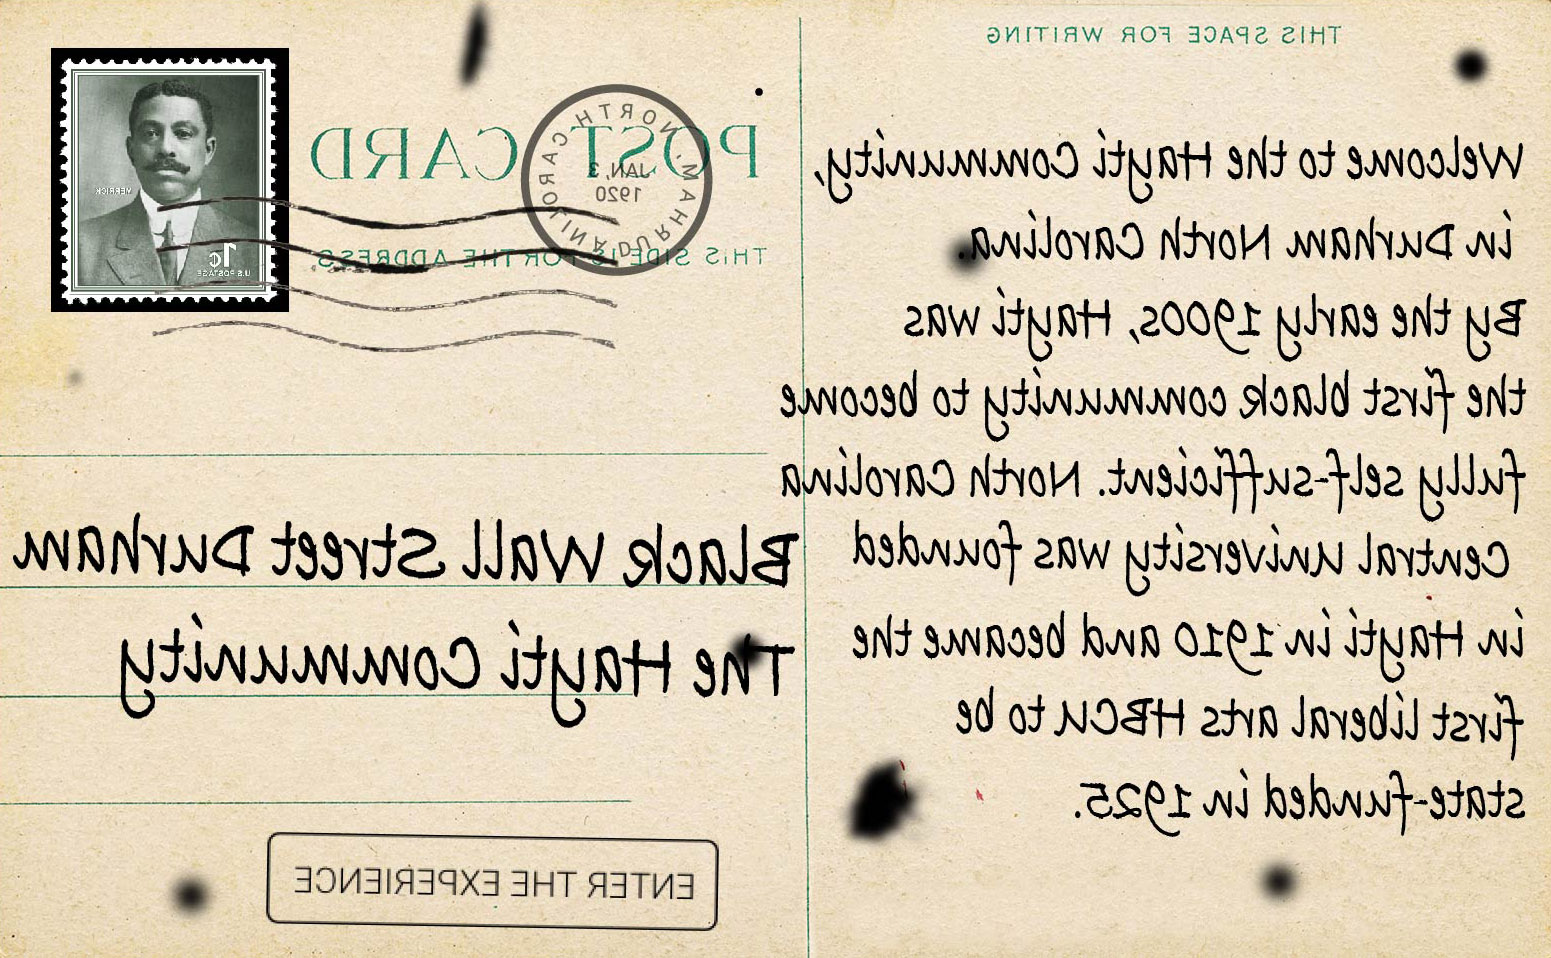 THIS SPACE FOR WRITING
Welcome to the Hayti Community,
in Durham North Carolina.
By the early 1900s, Hayti was
the first black community to become
fully self-sufficient. North Carolina
Central University was founded
in Hayti in 1910 and became the
first liberal arts HBCU to be
state-funded in 1925.
POST CARD
THIS SIDE IS FOR THE ADDRESS
DURHAM, NORTH CAROLINA
JAN, 3
1920
MERRICK
1¢
U.S POSTAGE
Black Wall Street Durham
The Hayti Community
ENTER THE EXPERIENCE